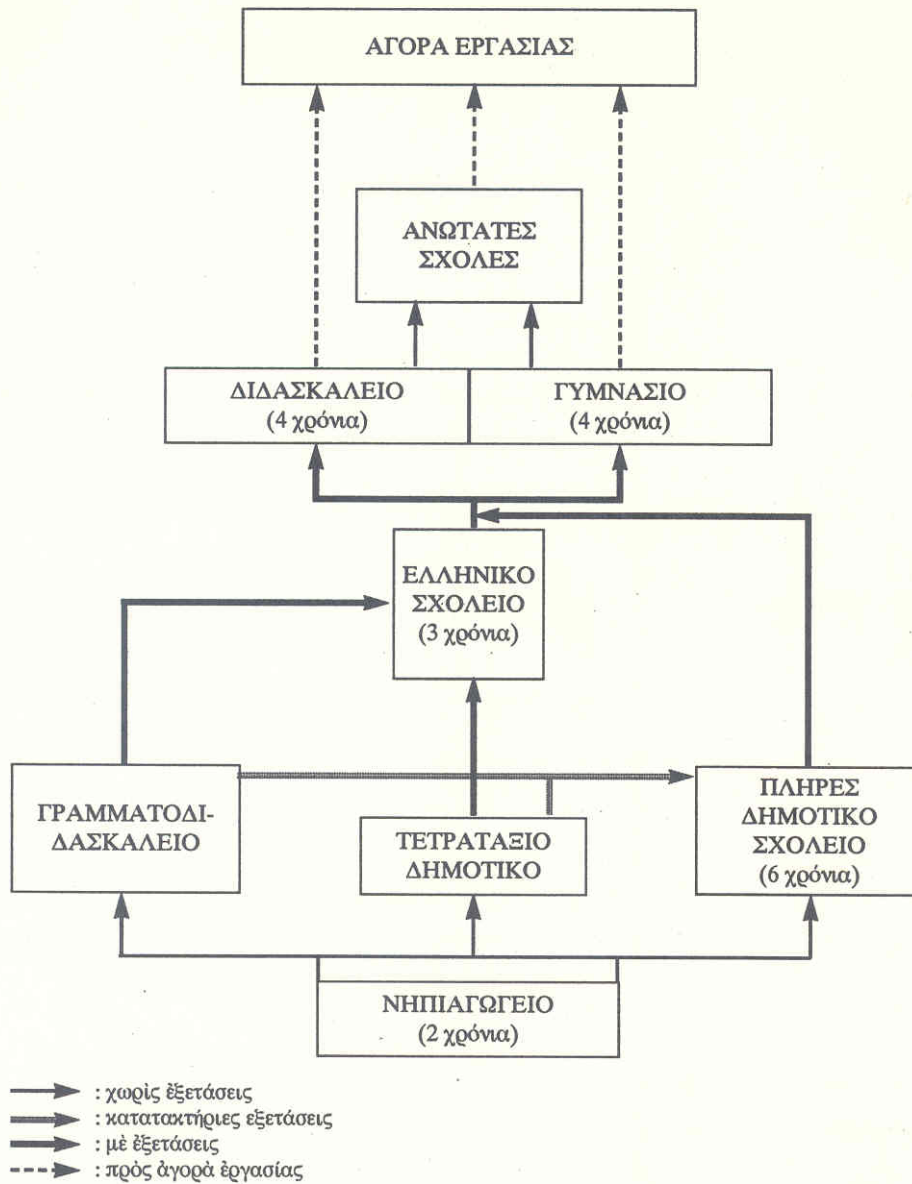 ΑΓΟΡΑ ΕΡΓΑΣΙΑΣ
ΑΝΩΤΑΤΕΣ
ΣΧΟΛΕΣ
ΔΙΔΑΣΚΑΛΕΙΟ
(4 χρόνια)
ΓΥΜΝΑΣΙΟ
(4 χρόνια)
ΕΛΛΗΝΙΚΟ
ΣΧΟΛΕΙΟ
(3 χρόνια)
ΓΡΑΜΜΑΤΟΔΙ-
ΔΑΣΚΑΛΕΙΟ
ΤΕΤΡΑΤΑΞΙΟ
ΔΗΜΟΤΙΚΟ
ΠΛΗΡΕΣ
ΔΗΜΟΤΙΚΟ
ΣΧΟΛΕΙΟ
(6 χρόνια)
ΝΗΠΙΑΓΩΓΕΙΟ
(2 χρόνια)
: χωρὶς ἐξετάσεις
: κατατακτήριες εξετάσεις
: μὲ ἐξετάσεις
: πρὸς ἀγορὰ ἐργασίας